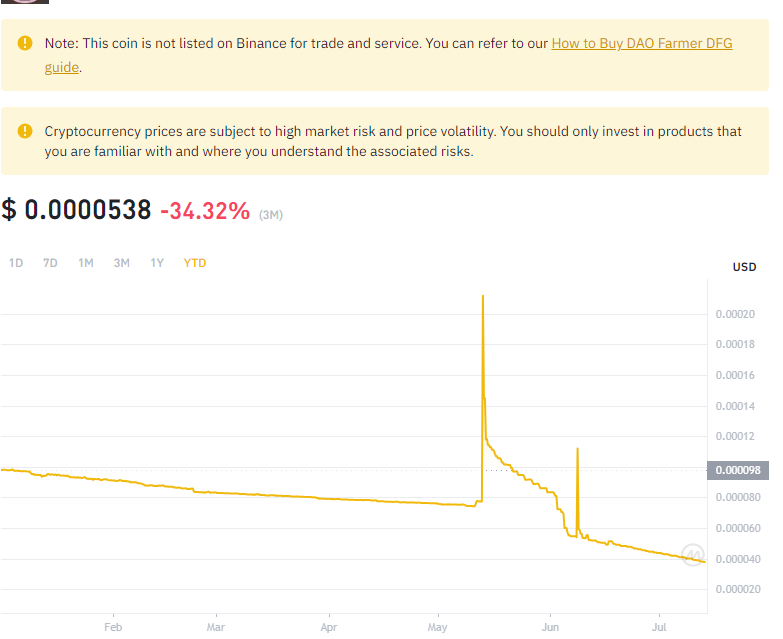 Note: This coin is not listed on Binance for trade and service. You can refer to our How to Buy DAO Farmer DFG
guide.
Cryptocurrency prices are subject to high market risk and price volatility. You should only invest in products that
you are familiar with and where you understand the associated risks.
$ 0.0000538 -34.32% (3M)
1D 7D 1M 3M 1Y YTD
USD
0.00020
0.00018
0.00016
0.00014
0.00012
0.000098
0.000080
0.000060
0.000040
0.000020
Feb Mar Apr May Jun Jul